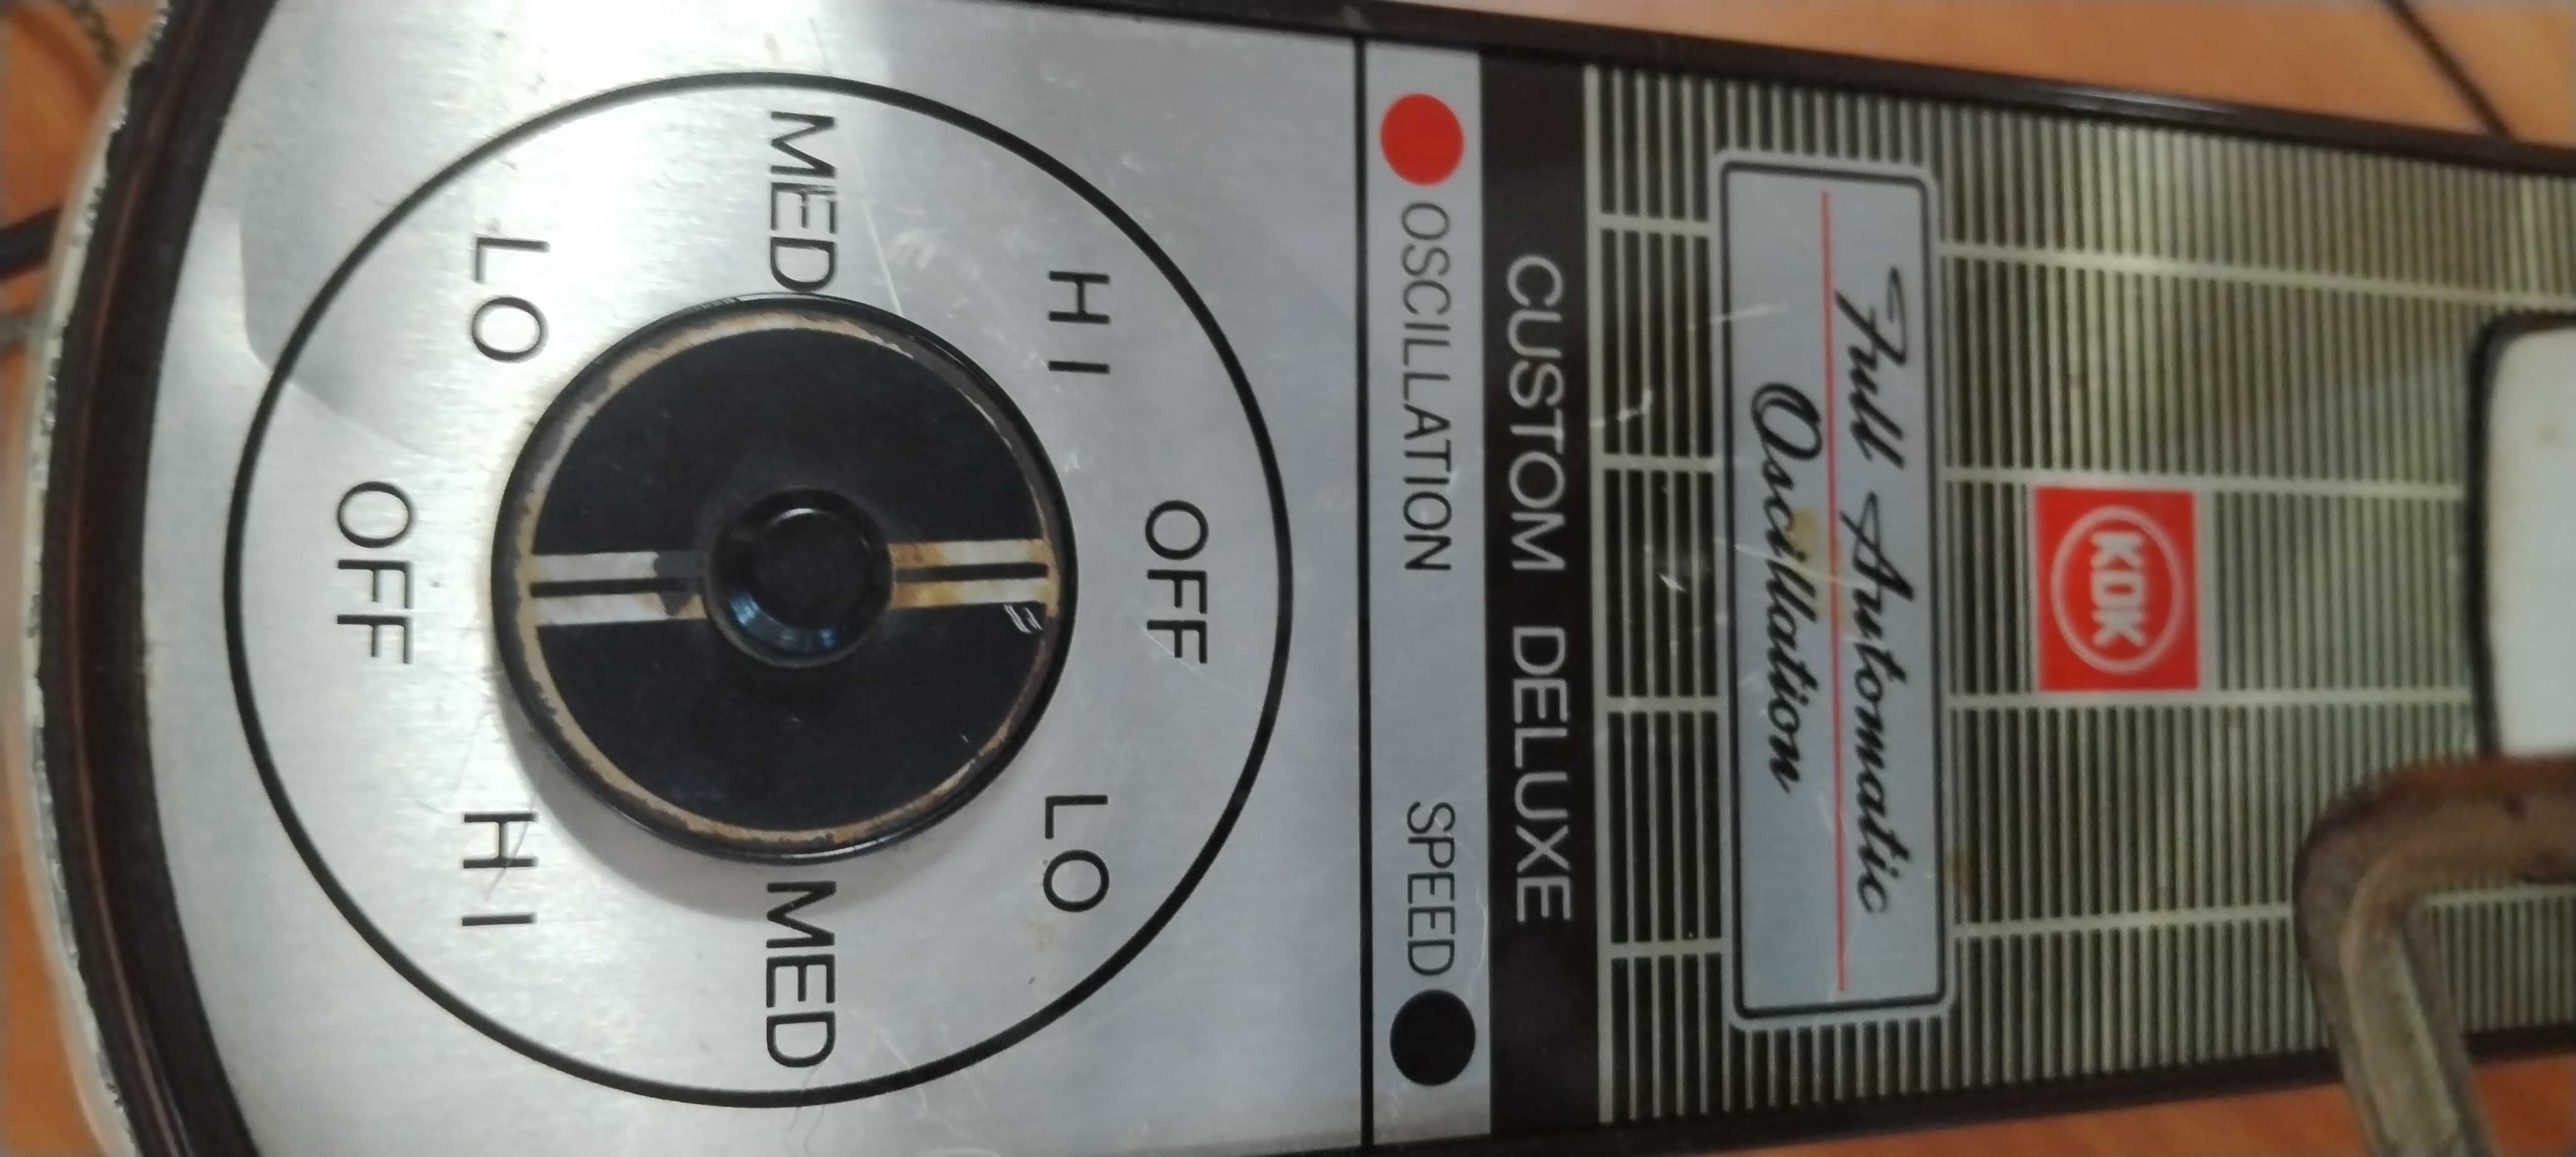 KDK
Full Automatic
Oscillation
CUSTOM DELUXE
OSCILLATION SPEED
OFF
HI LO
MED MED
LO HI
OFF